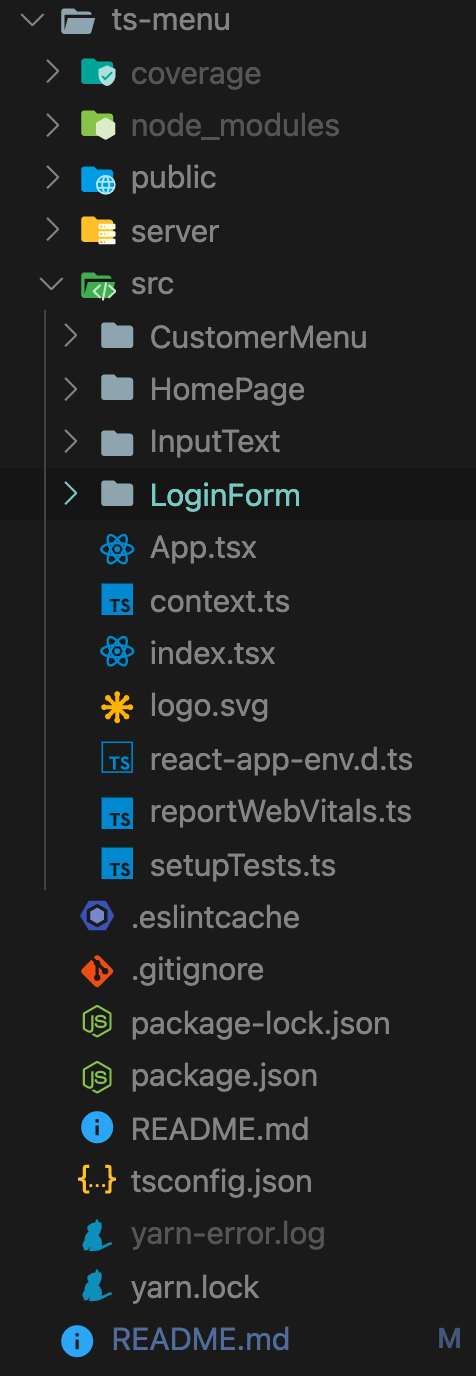 ts-menu
coverage
node_modules
public
server
src
CustomerMenu
HomePage
InputText
LoginForm
App.tsx
TS context.ts
index.tsx
logo.svg
TS react-app-env.d.ts
TS reportWebVitals.ts
TS setupTests.ts
.eslintcache
.gitignore
JS package-lock.json
JS package.json
i README.md
{...} tsconfig.json
yarn-error.log
yarn.lock
i README.md M